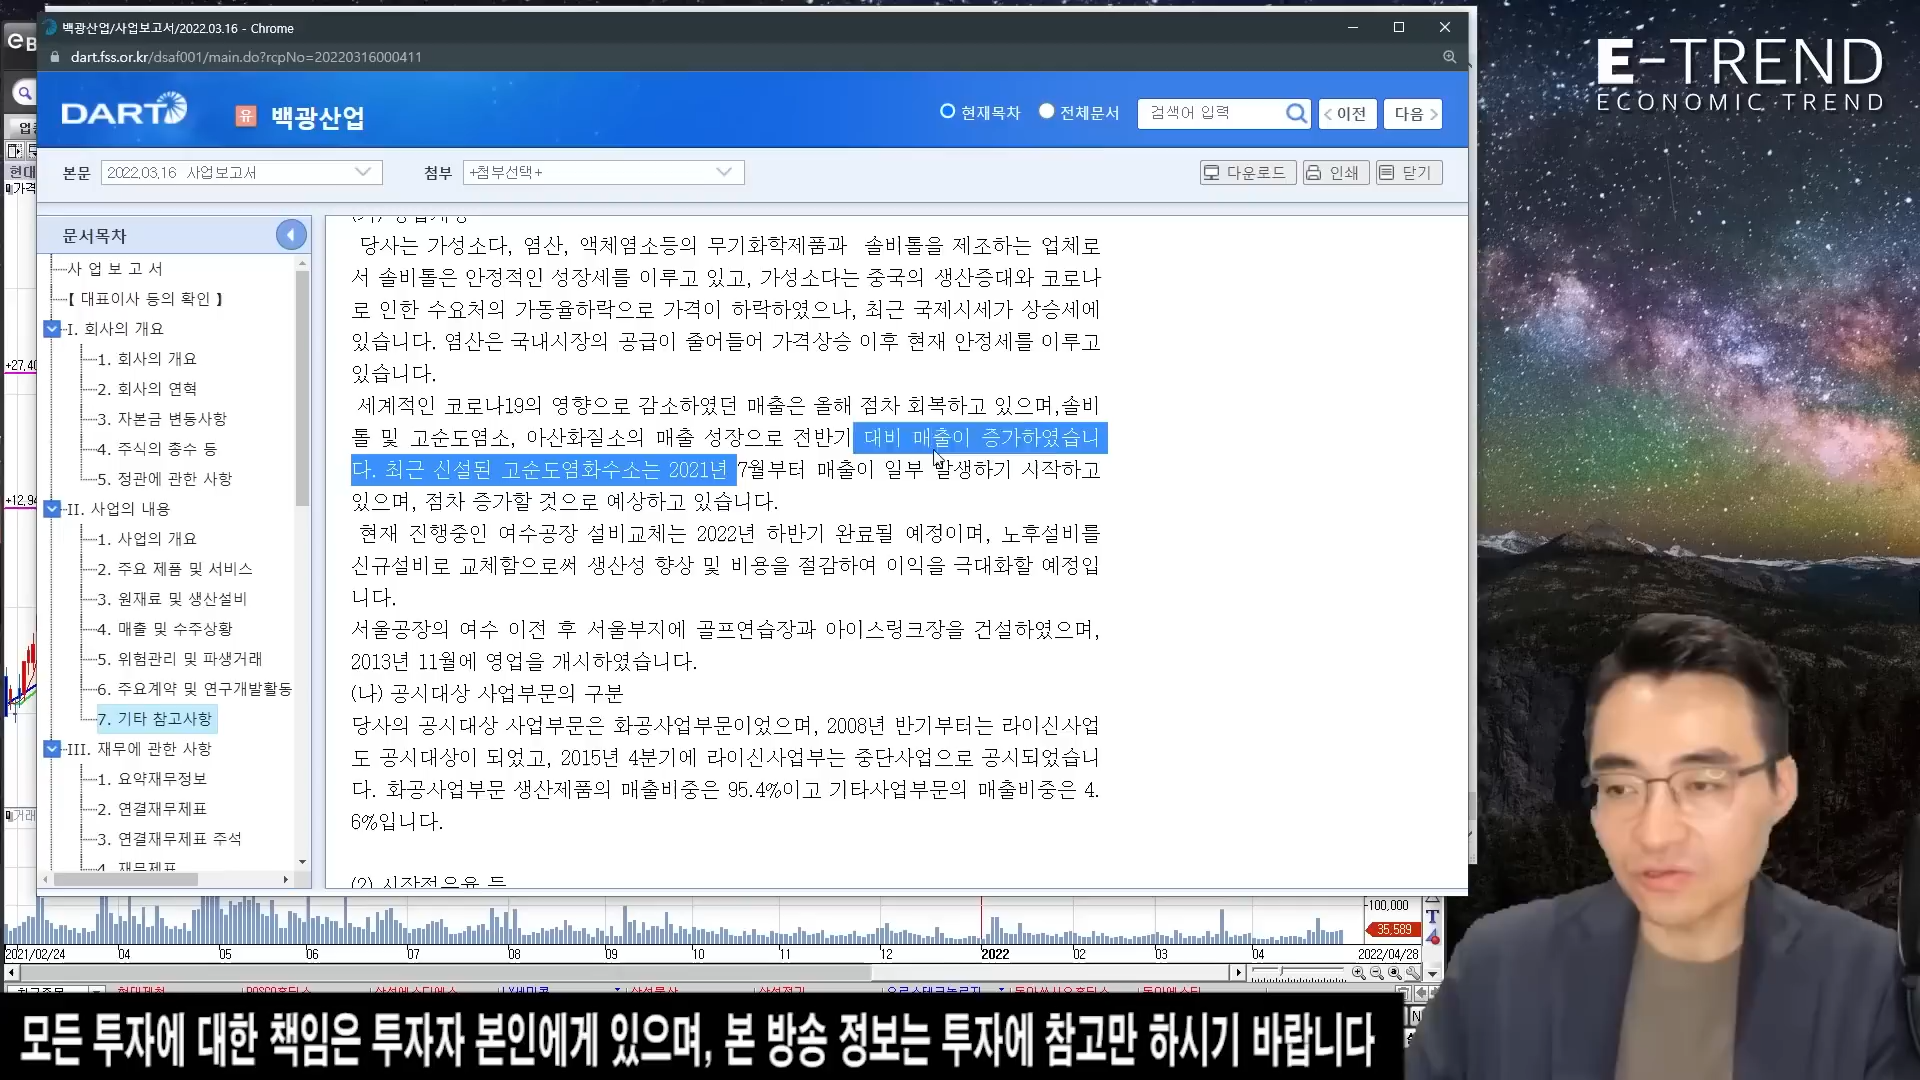 백광산업/사업보고서/2022.03.16 - Chrome
dart.fss.or.kr/dsaf001/main.do?rcpNo=20220316000411
E-TREND
ECONOMIC TREND
DART
유 백광산업
현재목차
전체문서
검색어 입력
이전
다음
본문
2022.03.16 사업보고서
첨부
+첨부선택+
다운로드
인쇄
닫기
문서목차
사 업 보 고 서
【 대표이사 등의 확인 】
I. 회사의 개요
1. 회사의 개요
2. 회사의 연혁
3. 자본금 변동사항
4. 주식의 총수 등
5. 정관에 관한 사항
II. 사업의 내용
1. 사업의 개요
2. 주요 제품 및 서비스
3. 원재료 및 생산설비
4. 매출 및 수주상황
5. 위험관리 및 파생거래
6. 주요계약 및 연구개발활동
7. 기타 참고사항
III. 재무에 관한 사항
1. 요약재무정보
2. 연결재무제표
3. 연결재무제표 주석
4. 재무제표
당사는 가성소다, 염산, 액체염소등의 무기화학제품과 솔비톨을 제조하는 업체로
서 솔비톨은 안정적인 성장세를 이루고 있고, 가성소다는 중국의 생산증대와 코로나
로 인한 수요처의 가동율하락으로 가격이 하락하였으나, 최근 국제시세가 상승세에
있습니다. 염산은 국내시장의 공급이 줄어들어 가격상승 이후 현재 안정세를 이루고
있습니다.
세계적인 코로나19의 영향으로 감소하였던 매출은 올해 점차 회복하고 있으며,솔비
톨 및 고순도염소, 아산화질소의 매출 성장으로 전반기 대비 매출이 증가하였습니
다. 최근 신설된 고순도염화수소는 2021년 7월부터 매출이 일부 발생하기 시작하고
있으며, 점차 증가할 것으로 예상하고 있습니다.
현재 진행중인 여수공장 설비교체는 2022년 하반기 완료될 예정이며, 노후설비를
신규설비로 교체함으로써 생산성 향상 및 비용을 절감하여 이익을 극대화할 예정입
니다.
서울공장의 여수 이전 후 서울부지에 골프연습장과 아이스링크장을 건설하였으며,
2013년 11월에 영업을 개시하였습니다.
(나) 공시대상 사업부문의 구분
당사의 공시대상 사업부문은 화공사업부문이었으며, 2008년 반기부터는 라이신사업
도 공시대상이 되었고, 2015년 4분기에 라이신사업부는 중단사업으로 공시되었습니
다. 화공사업부문 생산제품의 매출비중은 95.4%이고 기타사업부문의 매출비중은 4.
6%입니다.
(2) 시장점유율 등
100,000
35,589
2021/02/24 04 05 06 07 08 09 10 11 12 2022 02 03 04 2022/04/28
모든 투자에 대한 책임은 투자자 본인에게 있으며, 본 방송 정보는 투자에 참고만 하시기 바랍니다